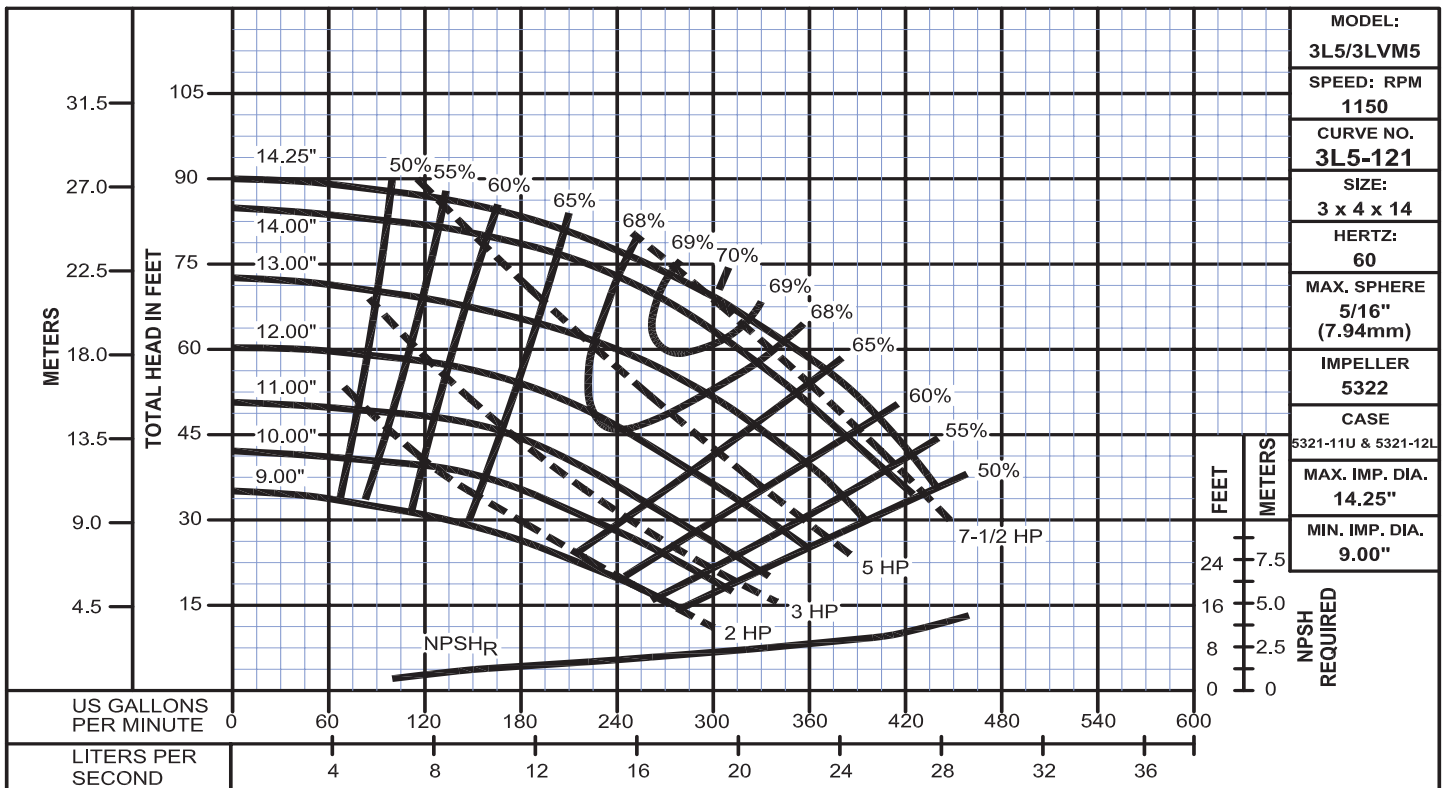 MODEL:
3L5/3LVM5
SPEED: RPM
1150
CURVE NO.
3L5-121
SIZE:
3 x 4 x 14
HERTZ:
60
MAX. SPHERE
5/16"
(7.94mm)
IMPELLER
5322
CASE
5321-11U & 5321-12L
MAX. IMP. DIA.
14.25"
MIN. IMP. DIA.
9.00"
METERS
31.5
27.0
22.5
18.0
13.5
9.0
4.5
TOTAL HEAD IN FEET
105
90
75
60
45
30
15
14.25"
14.00"
13.00"
12.00"
11.00"
10.00"
9.00"
50%
55%
60%
65%
68%
69%
70%
69%
68%
65%
60%
55%
50%
7-1/2 HP
5 HP
3 HP
2 HP
NPSHR
FEET
METERS
24
16
8
0
7.5
5.0
2.5
0
NPSH
REQUIRED
US GALLONS
PER MINUTE
0 60 120 180 240 300 360 420 480 540 600
LITERS PER
SECOND
4 8 12 16 20 24 28 32 36